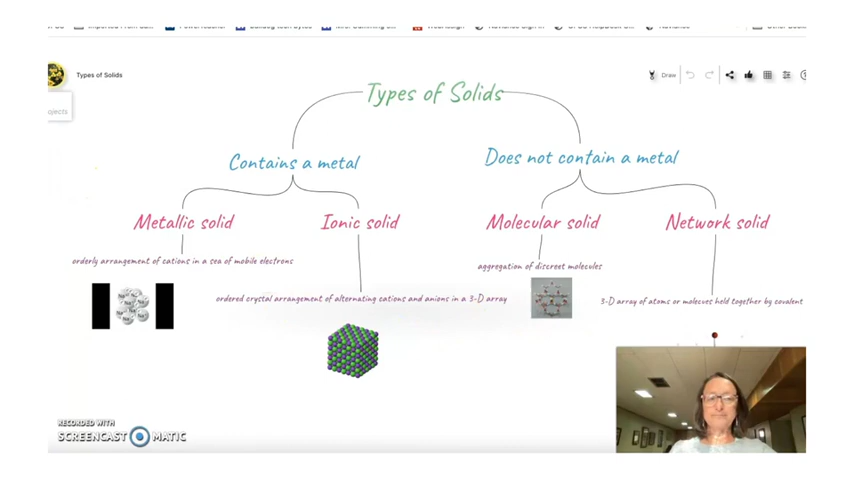 Types of Solids
Draw
ojects
Types of Solids
Contains a metal
Does not contain a metal
Metallic solid
Ionic solid
Molecular solid
Network solid
orderly arrangement of cations in a sea of mobile electrons
aggregation of discreet molecules
ordered crystal arrangement of alternating cations and anions in a 3-D array
3-D array of atoms or molecues held together by covalent
RECORDED WITH
SCREENCAST MATIC